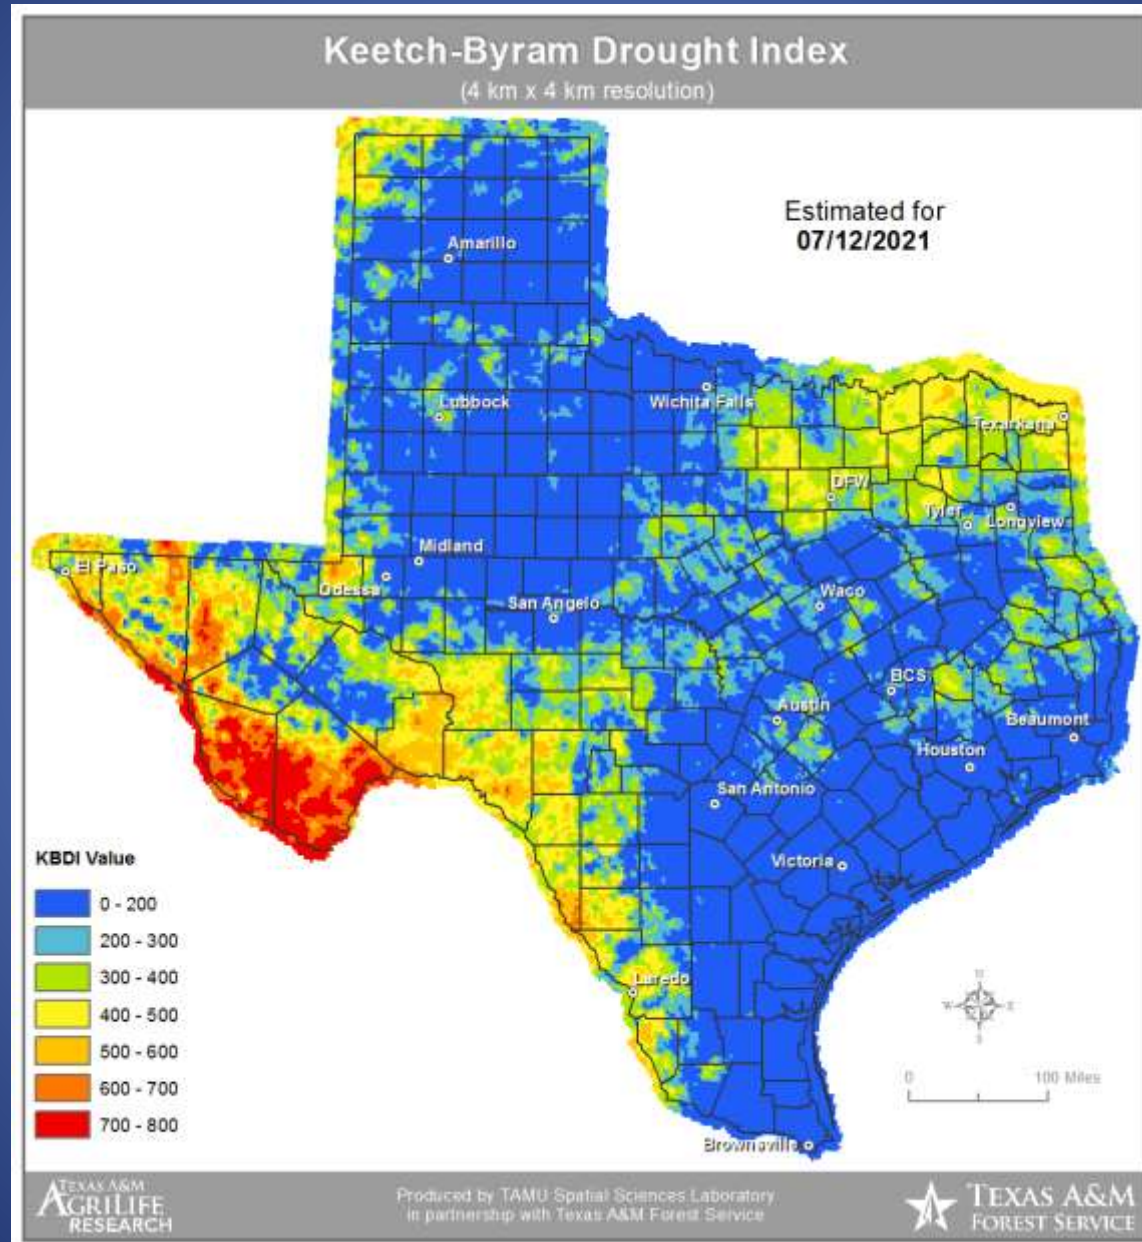 Keetch-Byram Drought Index
(4 km x 4 km resolution)
Estimated for
07/12/2021
Amarillo
Lubbock
Wichita Falls
Texarkana
DFW
Tyler
Longview
Midland
El Paso
Odessa
San Angelo
Waco
BCS
Austin
Beaumont
Houston
San Antonio
Victoria
Laredo
Brownsville
KBDI Value
0 - 200
200 - 300
300 - 400
400 - 500
500 - 600
600 - 700
700 - 800
N
W
E
S
0
100 Miles
TEXAS A&M
AGRILIFE
RESEARCH
Produced by TAMU Spatial Sciences Laboratory
in partnership with Texas A&M Forest Service
TEXAS A&M
FOREST SERVICE